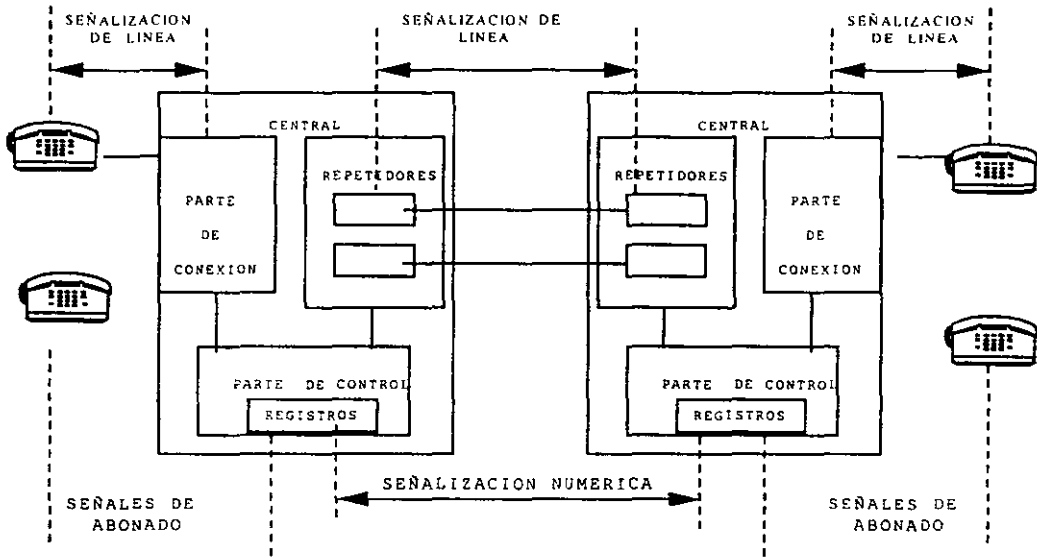 SEÑALIZACION
DE LINEA
SEÑALIZACION DE
LINEA
SEÑALIZACION
DE LINEA
CENTRAL
CENTRAL
REPETIDORES
REPETIDORES
PARTE
DE
CONEXION
PARTE
DE
CONEXION
PARTE DE CONTROL
REGISTROS
PARTE DE CONTROL
REGISTROS
SEÑALIZACION NUMERICA
SEÑALES DE
ABONADO
SEÑALES DE
ABONADO